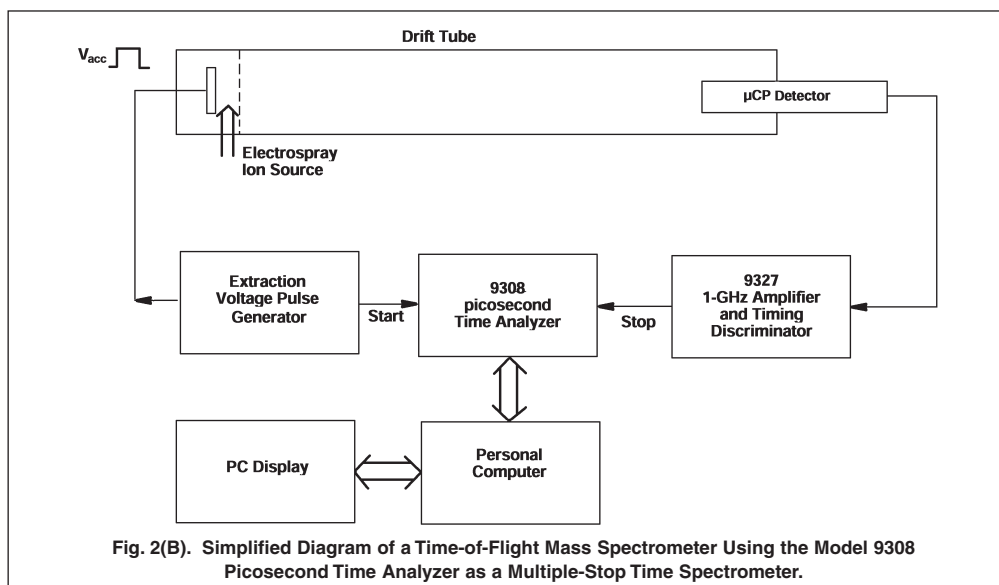 Drift Tube
Vacc
µCP Detector
Electrospray
Ion Source
Extraction
Voltage Pulse
Generator
Start
9308
picosecond
Time Analyzer
Stop
9327
1-GHz Amplifier
and Timing
Discriminator
PC Display
Personal
Computer
Fig. 2(B). Simplified Diagram of a Time-of-Flight Mass Spectrometer Using the Model 9308
Picosecond Time Analyzer as a Multiple-Stop Time Spectrometer.